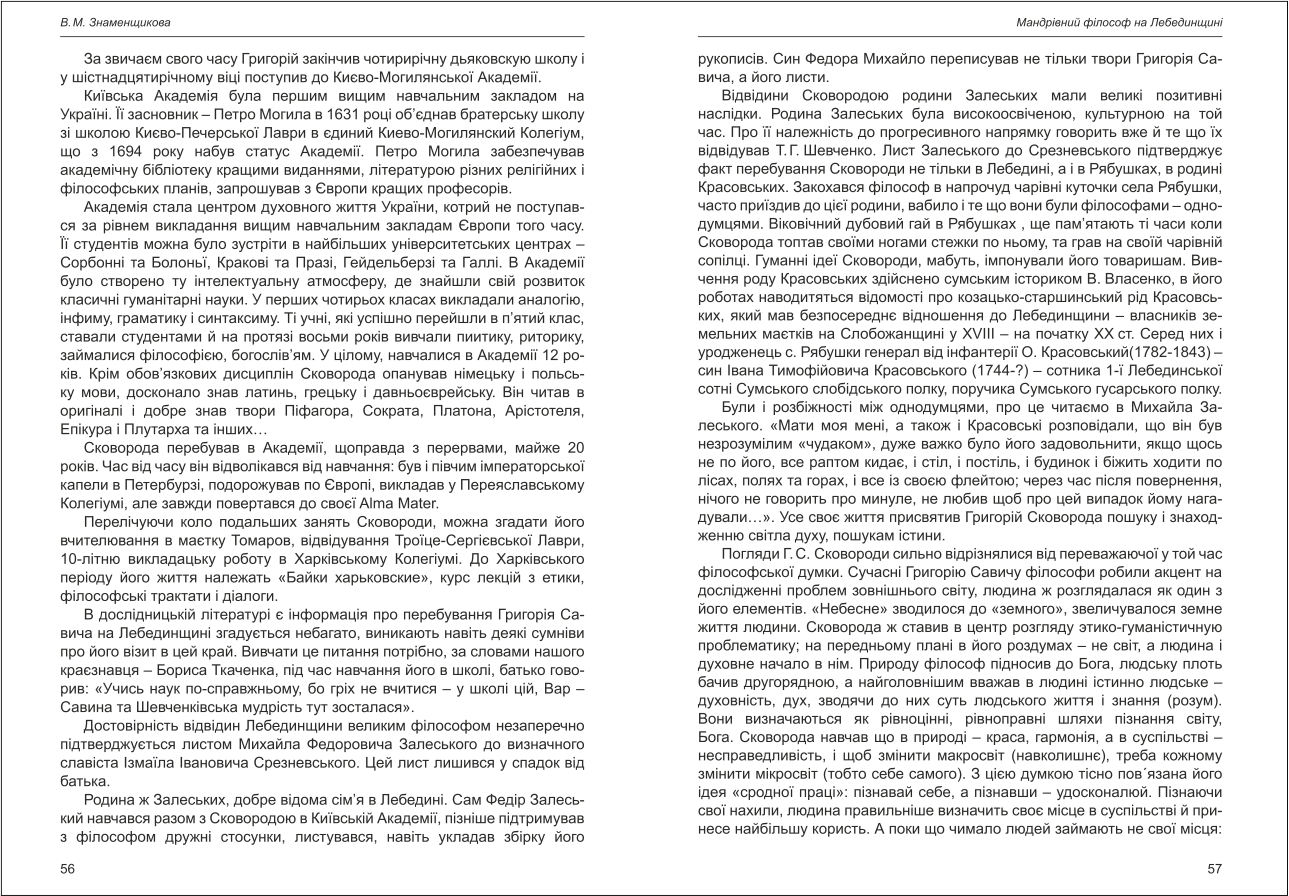 В. М. Знаменщикова
За звичаєм свого часу Григорій закінчив чотирирічну дьяковскую школу і
у шістнадцятирічному віці поступив до Києво-Могилянської Академії.
Київська Академія була першим вищим навчальним закладом на
Україні. Її засновник – Петро Могила в 1631 році об’єднав братерську школу
зі школою Києво-Печерської Лаври в єдиний Киево-Могилянский Колегіум,
що з 1694 року набув статус Академії. Петро Могила забезпечував
академічну бібліотеку кращими виданнями, літературою різних релігійних і
філософських планів, запрошував з Європи кращих професорів.
Академія стала центром духовного життя України, котрий не поступав-
ся за рівнем викладання вищим навчальним закладам Європи того часу.
Її студентів можна було зустріти в найбільших університетських центрах –
Сорбонні та Болоньї, Кракові та Празі, Гейдельберзі та Галлі. В Академії
було створено ту інтелектуальну атмосферу, де знайшли свій розвиток
класичні гуманітарні науки. У перших чотирьох класах викладали аналогію,
інфиму, граматику і синтаксиму. Ті учні, які успішно перейшли в п’ятий клас,
ставали студентами й на протязі восьми років вивчали пиитику, риторику,
займалися філософією, богослів’ям. У цілому, навчалися в Академії 12 ро-
ків. Крім обов’язкових дисциплін Сковорода опанував німецьку і польсь-
ку мови, досконало знав латинь, грецьку і давньоєврейську. Він читав в
оригіналі і добре знав твори Піфагора, Сократа, Платона, Арістотеля,
Епікура і Плутарха та інших…
Сковорода перебував в Академії, щоправда з перервами, майже 20
років. Час від часу він відволікався від навчання: був і півчим імператорської
капели в Петербурзі, подорожував по Європі, викладав у Переяславському
Колегіумі, але завжди повертався до своєї Alma Mater.
Перелічуючи коло подальших занять Сковороди, можна згадати його
вчителювання в маєтку Томаров, відвідування Троїце-Сергієвської Лаври,
10-літню викладацьку роботу в Харківському Колегіумі. До Харківського
періоду його життя належать «Байки харьковские», курс лекцій з етики,
філософські трактати і діалоги.
В дослідницькій літературі є інформація про перебування Григорія Са-
вича на Лебединщині згадується небагато, виникають навіть деякі сумніви
про його візит в цей край. Вивчати це питання потрібно, за словами нашого
краєзнавця – Бориса Ткаченка, під час навчання його в школі, батько гово-
рив: «Учись наук по-справжньому, бо гріх не вчитися – у школі цій, Вар –
Савина та Шевченківська мудрість тут зосталася».
Достовірність відвідин Лебединщини великим філософом незаперечно
підтверджується листом Михайла Федоровича Залеського до визначного
славіста Ізмаїла Івановича Срезневського. Цей лист лишився у спадок від
батька.
Родина ж Залеських, добре відома сім’я в Лебедині. Сам Федір Залесь-
кий навчався разом з Сковородою в Київській Академії, пізніше підтримував
з філософом дружні стосунки, листувався, навіть укладав збірку його
56
Мандрівний філософ на Лебединщині
рукописів. Син Федора Михайло переписував не тільки твори Григорія Са-
вича, а його листи.
Відвідини Сковородою родини Залеських мали великі позитивні
наслідки. Родина Залеських була високоосвіченою, культурною на той
час. Про її належність до прогресивного напрямку говорить вже й те що їх
відвідував Т. Г. Шевченко. Лист Залеського до Срезневського підтверджує
факт перебування Сковороди не тільки в Лебедині, а і в Рябушках, в родині
Красовських. Закохався філософ в напрочуд чарівні куточки села Рябушки,
часто приїздив до цієї родини, вабило і те що вони були філософами – одно-
думцями. Віковічний дубовий гай в Рябушках , ще пам’ятають ті часи коли
Сковорода топтав своїми ногами стежки по ньому, та грав на своїй чарівній
сопілці. Гуманні ідеї Сковороди, мабуть, імпонували його товаришам. Вив-
чення роду Красовських здійснено сумським істориком В. Власенко, в його
роботах наводитяться відомості про козацько-старшинський рід Красовсь-
ких, який мав безпосереднє відношення до Лебединщини – власників зе-
мельних маєтків на Слобожанщині у XVIII – на початку XX ст. Серед них і
уродженець с. Рябушки генерал від інфантерії О. Красовський(1782-1843) –
син Івана Тимофійовича Красовського (1744-?) – сотника 1-ї Лебединської
сотні Сумського слобідського полку, поручика Сумського гусарського полку.
Були і розбіжності між однодумцями, про це читаємо в Михайла За-
леського. «Мати моя мені, а також і Красовські розповідали, що він був
незрозумілим «чудаком», дуже важко було його задовольнити, якщо щось
не по його, все раптом кидає, і стіл, і постіль, і будинок і біжить ходити по
лісах, полях та горах, і все із своєю флейтою; через час після повернення,
нічого не говорить про минуле, не любив щоб про цей випадок йому нага-
дували…». Усе своє життя присвятив Григорій Сковорода пошуку і знаход-
женню світла духу, пошукам істини.
Погляди Г. С. Сковороди сильно відрізнялися від переважаючої у той час
філософської думки. Сучасні Григорію Савичу філософи робили акцент на
дослідженні проблем зовнішнього світу, людина ж розглядалася як один з
його елементів. «Небесне» зводилося до «земного», звеличувалося земне
життя людини. Сковорода ж ставив в центр розгляду этико-гуманістичную
проблематику; на передньому плані в його роздумах – не світ, а людина і
духовне начало в нім. Природу філософ підносив до Бога, людську плоть
бачив другорядною, а найголовнішим вважав в людині істинно людське –
духовність, дух, зводячи до них суть людського життя і знання (розум).
Вони визначаються як рівноцінні, рівноправні шляхи пізнання світу,
Бога. Сковорода навчав що в природі – краса, гармонія, а в суспільстві –
несправедливість, і щоб змінити макросвіт (навколишнє), треба кожному
змінити мікросвіт (тобто себе самого). З цією думкою тісно пов´язана його
ідея «сродної праці»: пізнавай себе, а пізнавши – удосконалюй. Пізнаючи
свої нахили, людина правильніше визначить своє місце в суспільстві й при-
несе найбільшу користь. А поки що чимало людей займають не свої місця:
57